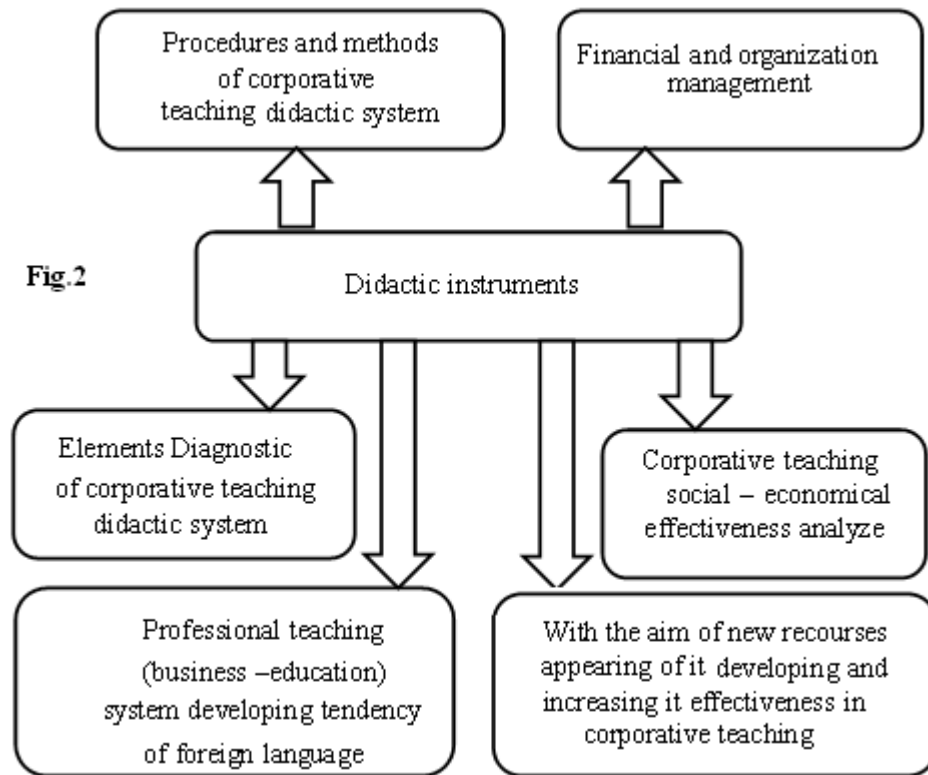 Procedures and methods
of corporative
teaching didactic system
Financial and organization
management
Fig.2
Didactic instruments
Elements Diagnostic
of corporative teaching
didactic system
Corporative teaching
social – economical
effectiveness analyze
Professional teaching
(business –education)
system developing tendency
of foreign language
With the aim of new recourses
appearing of it developing and
increasing it effectiveness in
corporative teaching